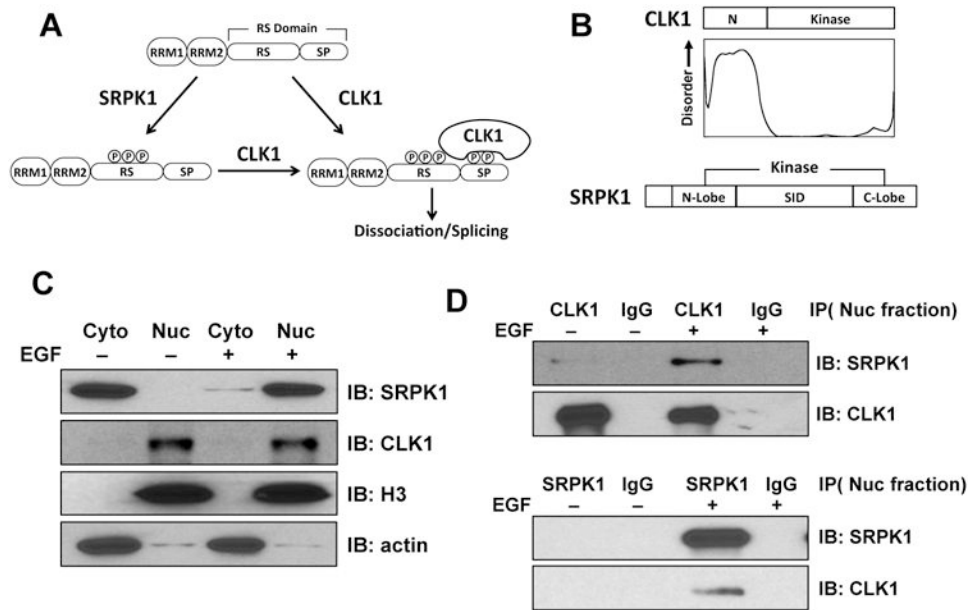 A
RS Domain
RRM1 RRM2 RS SP
SRPK1 CLK1
P P P
RRM1 RRM2 RS SP
CLK1
CLK1
P P P P P
RRM1 RRM2 RS SP
Dissociation/Splicing
B
CLK1 N Kinase
Disorder
Kinase
SRPK1 N-Lobe SID C-Lobe
C
Cyto Nuc Cyto Nuc
EGF – – + +
IB: SRPK1
IB: CLK1
IB: H3
IB: actin
D
CLK1 IgG CLK1 IgG IP( Nuc fraction)
EGF – – + +
IB: SRPK1
IB: CLK1
SRPK1 IgG SRPK1 IgG IP( Nuc fraction)
EGF – – + +
IB: SRPK1
IB: CLK1